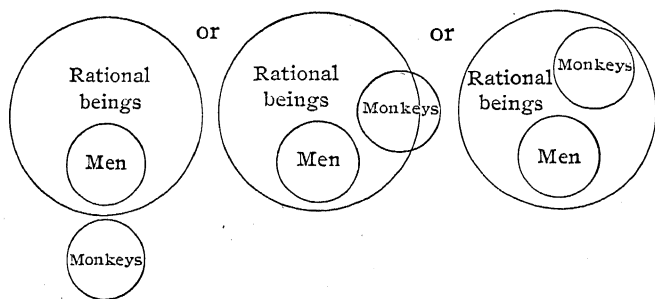 or
or
Rational
beings
Men
Monkeys
Rational
beings
Monkeys
Men
Monkeys
Rational
beings
Men